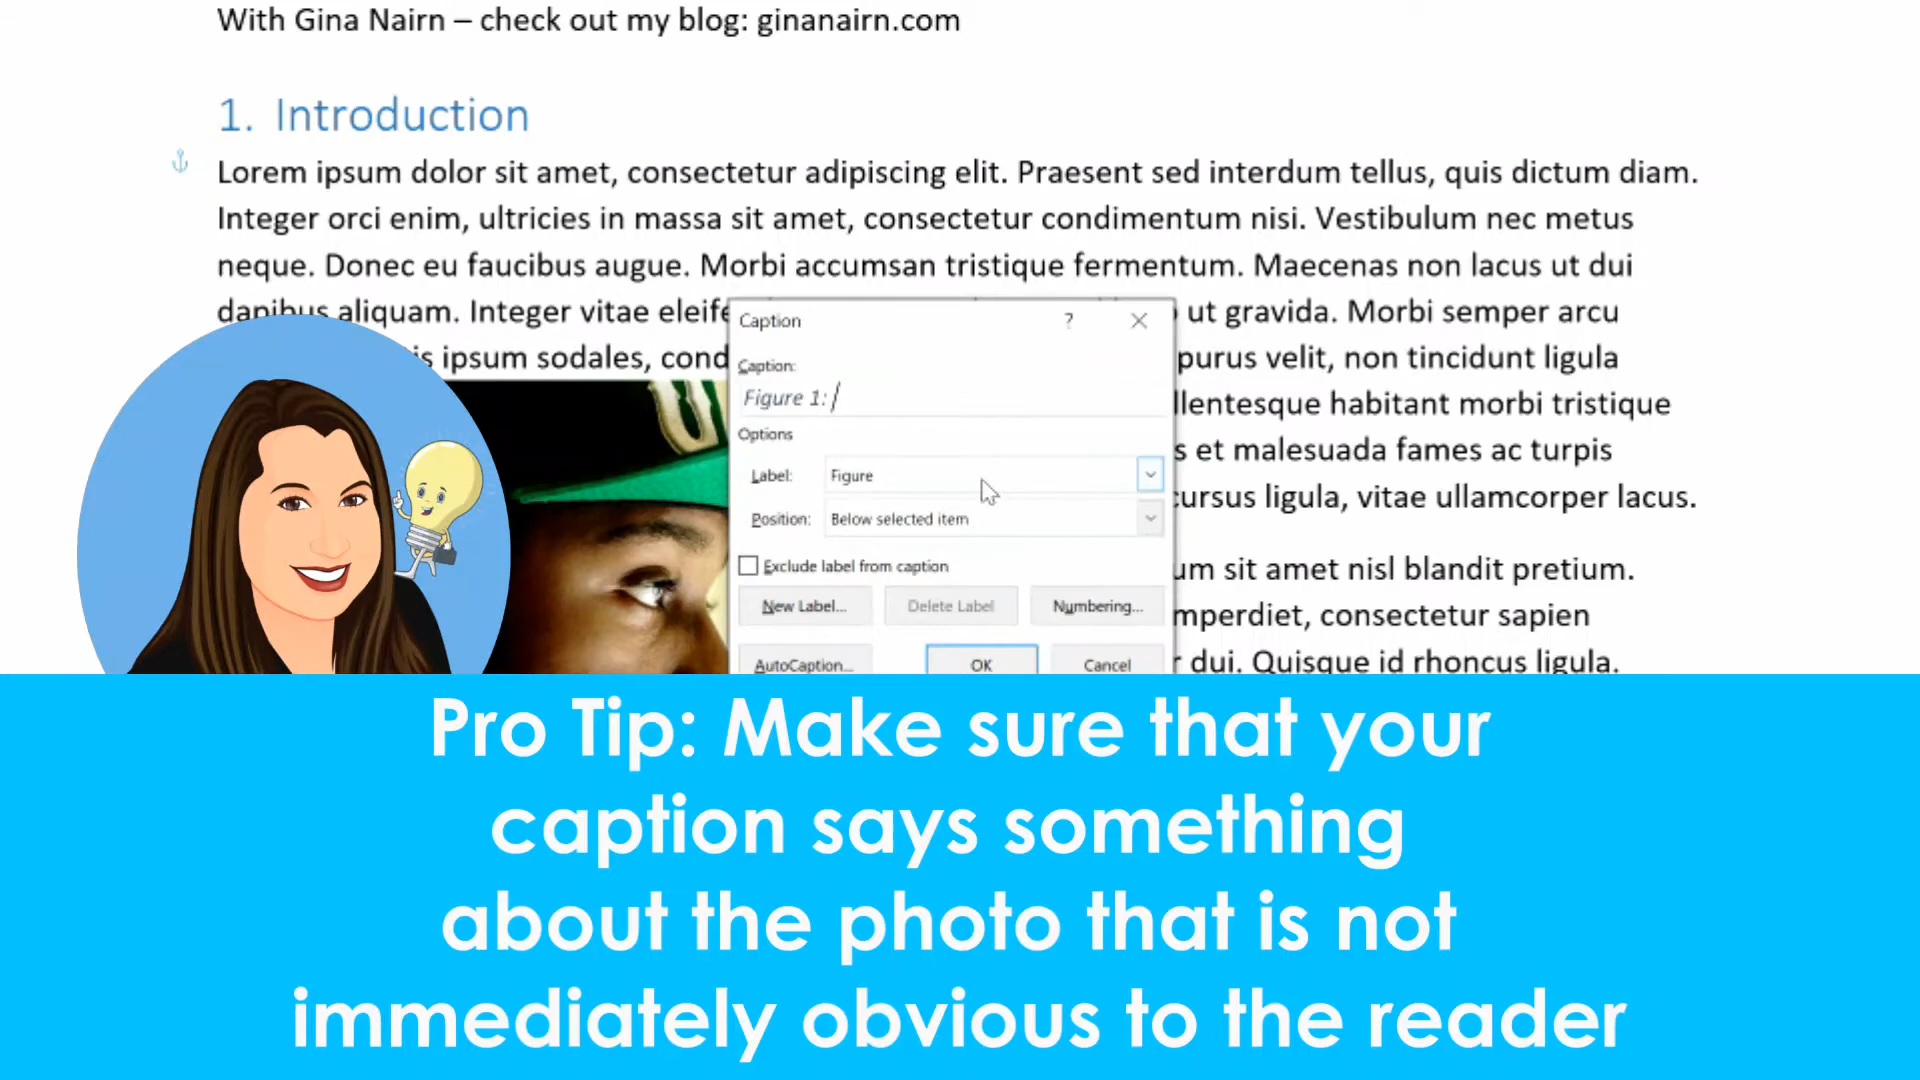 With Gina Nairn – check out my blog: ginanairn.com
1. Introduction
Lorem ipsum dolor sit amet, consectetur adipiscing elit. Praesent sed interdum tellus, quis dictum diam.
Integer orci enim, ultricies in massa sit amet, consectetur condimentum nisi. Vestibulum nec metus
neque. Donec eu faucibus augue. Morbi accumsan tristique fermentum. Maecenas non lacus ut dui
dapibus aliquam. Integer vitae ut gravida. Morbi semper arcu
ipsum sodales, purus velit, non tincidunt ligula
habitant morbi tristique
et malesuada fames ac turpis
ligula, vitae ullamcorper lacus.
sit amet nisl blandit pretium.
consectetur sapien
dui. Quisque id rhoncus ligula.
Caption
?
Caption:
Figure 1:
Options
Label: Figure
Position: Below selected item
Exclude label from caption
New Label... Delete Label Numbering...
AutoCaption... OK Cancel
Pro Tip: Make sure that your
caption says something
about the photo that is not
immediately obvious to the reader